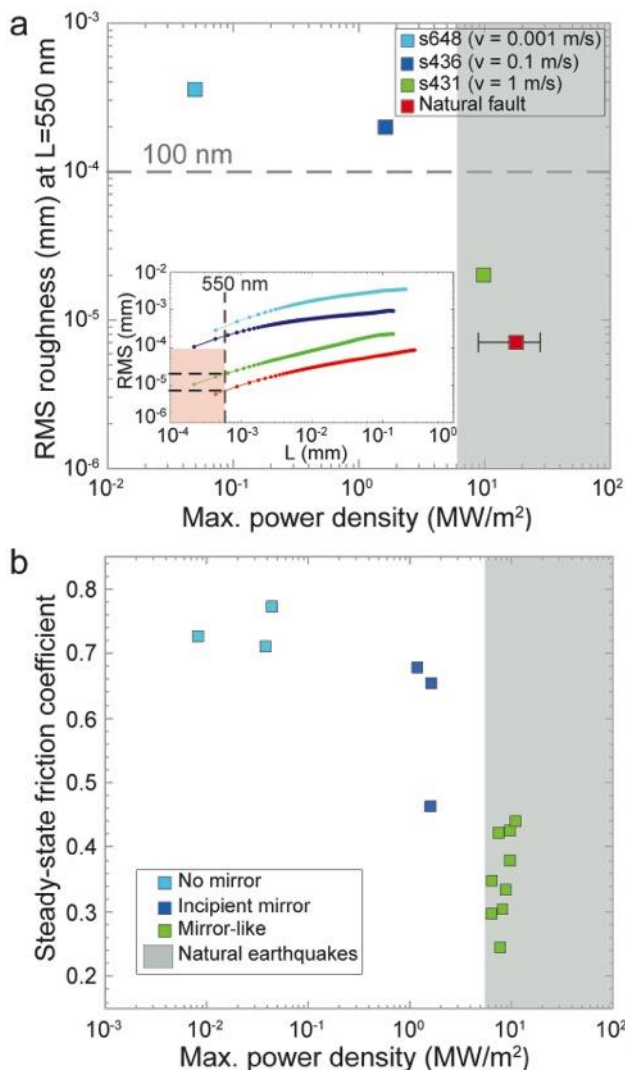 a
10⁻³
10⁻⁴
10⁻⁵
10⁻⁶
RMS roughness (mm) at L=550 nm
s648 (v = 0.001 m/s)
s436 (v = 0.1 m/s)
s431 (v = 1 m/s)
Natural fault
100 nm
550 nm
10⁻²
10⁻³
10⁻⁴
10⁻⁵
10⁻⁶
RMS (mm)
10⁻⁴ 10⁻³ 10⁻² 10⁻¹ 10⁰
L (mm)
10⁻² 10⁻¹ 10⁰ 10¹ 10²
Max. power density (MW/m²)
b
0.8
0.7
0.6
0.5
0.4
0.3
0.2
Steady-state friction coefficient
No mirror
Incipient mirror
Mirror-like
Natural earthquakes
10⁻³ 10⁻² 10⁻¹ 10⁰ 10¹ 10²
Max. power density (MW/m²)